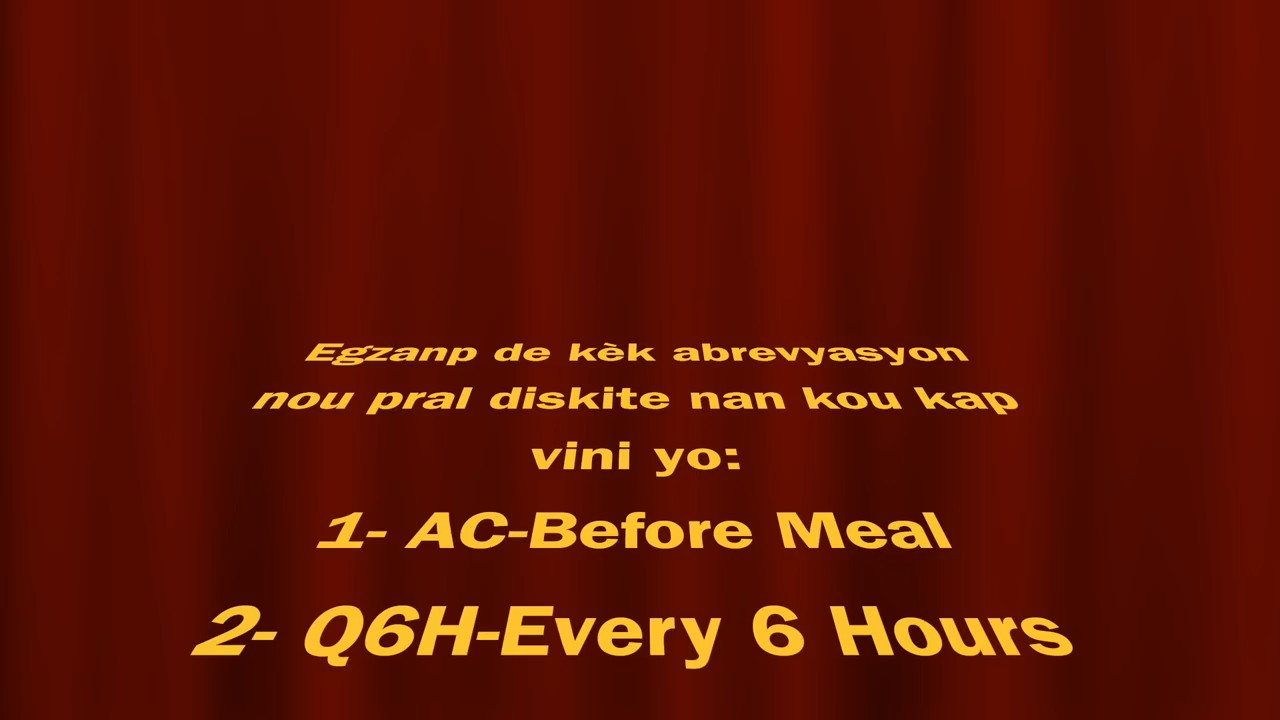 Egzanp de kèk abrevyasyon
nou pral diskite nan kou kap
vini yo:
1- AC-Before Meal
2- Q6H-Every 6 Hours